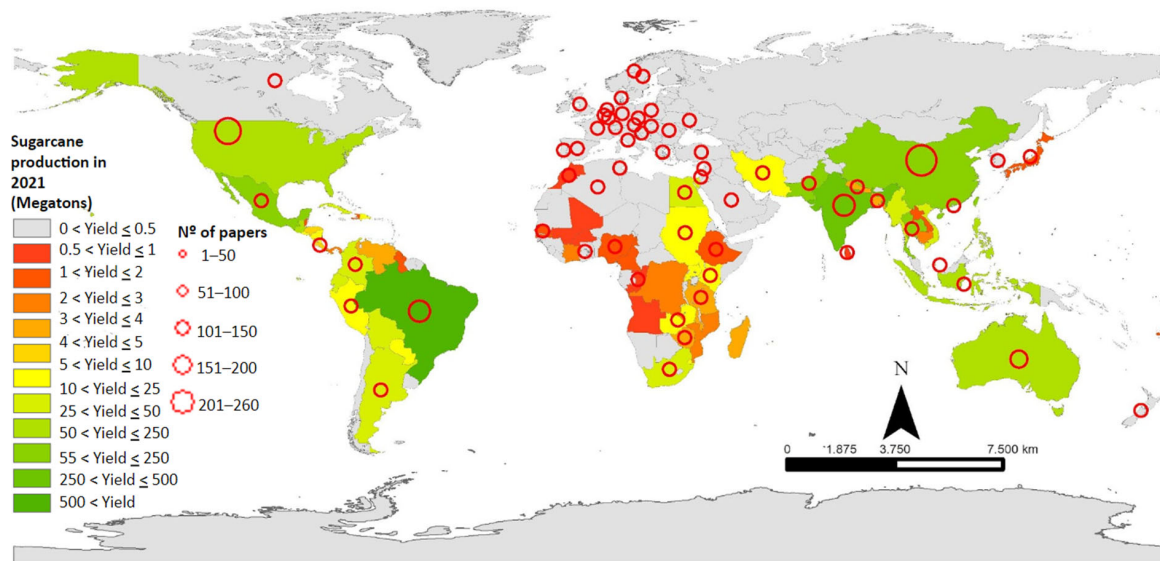 Sugarcane
production in
2021
(Megatons)
0 < Yield ≤ 0.5
0.5 < Yield ≤ 1
1 < Yield ≤ 2
2 < Yield ≤ 3
3 < Yield ≤ 4
4 < Yield ≤ 5
5 < Yield ≤ 10
10 < Yield ≤ 25
25 < Yield ≤ 50
50 < Yield ≤ 250
55 < Yield ≤ 250
250 < Yield ≤ 500
500 < Yield
Nº of papers
1–50
51–100
101–150
151–200
201–260
N
0 1.875 3.750 7.500 km